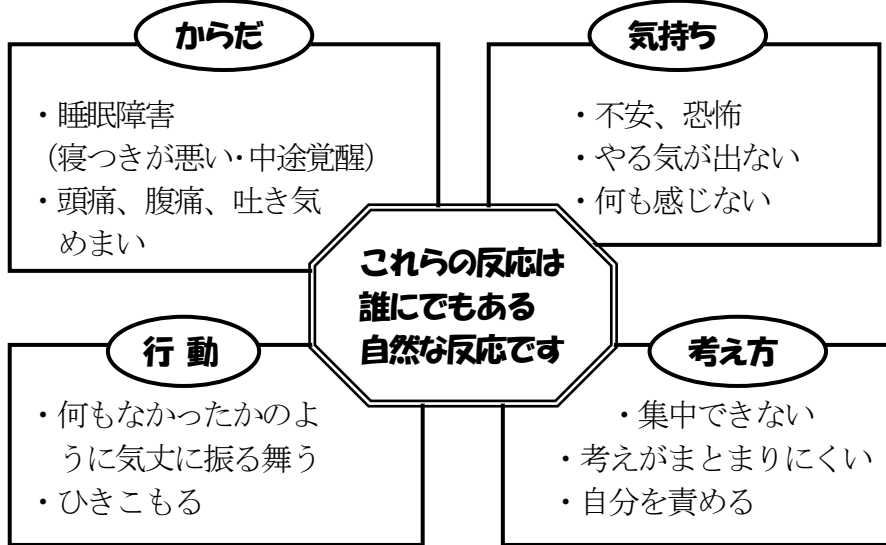 からだ
・睡眠障害
(寝つきが悪い・中途覚醒)
・頭痛、腹痛、吐き気
めまい
気持ち
・不安、恐怖
・やる気が出ない
・何も感じない
これらの反応は
誰にでもある
自然な反応です
行 動
・何もなかったかのよ
うに気丈に振る舞う
・ひきこもる
考え方
・集中できない
・考えがまとまりにくい
・自分を責める